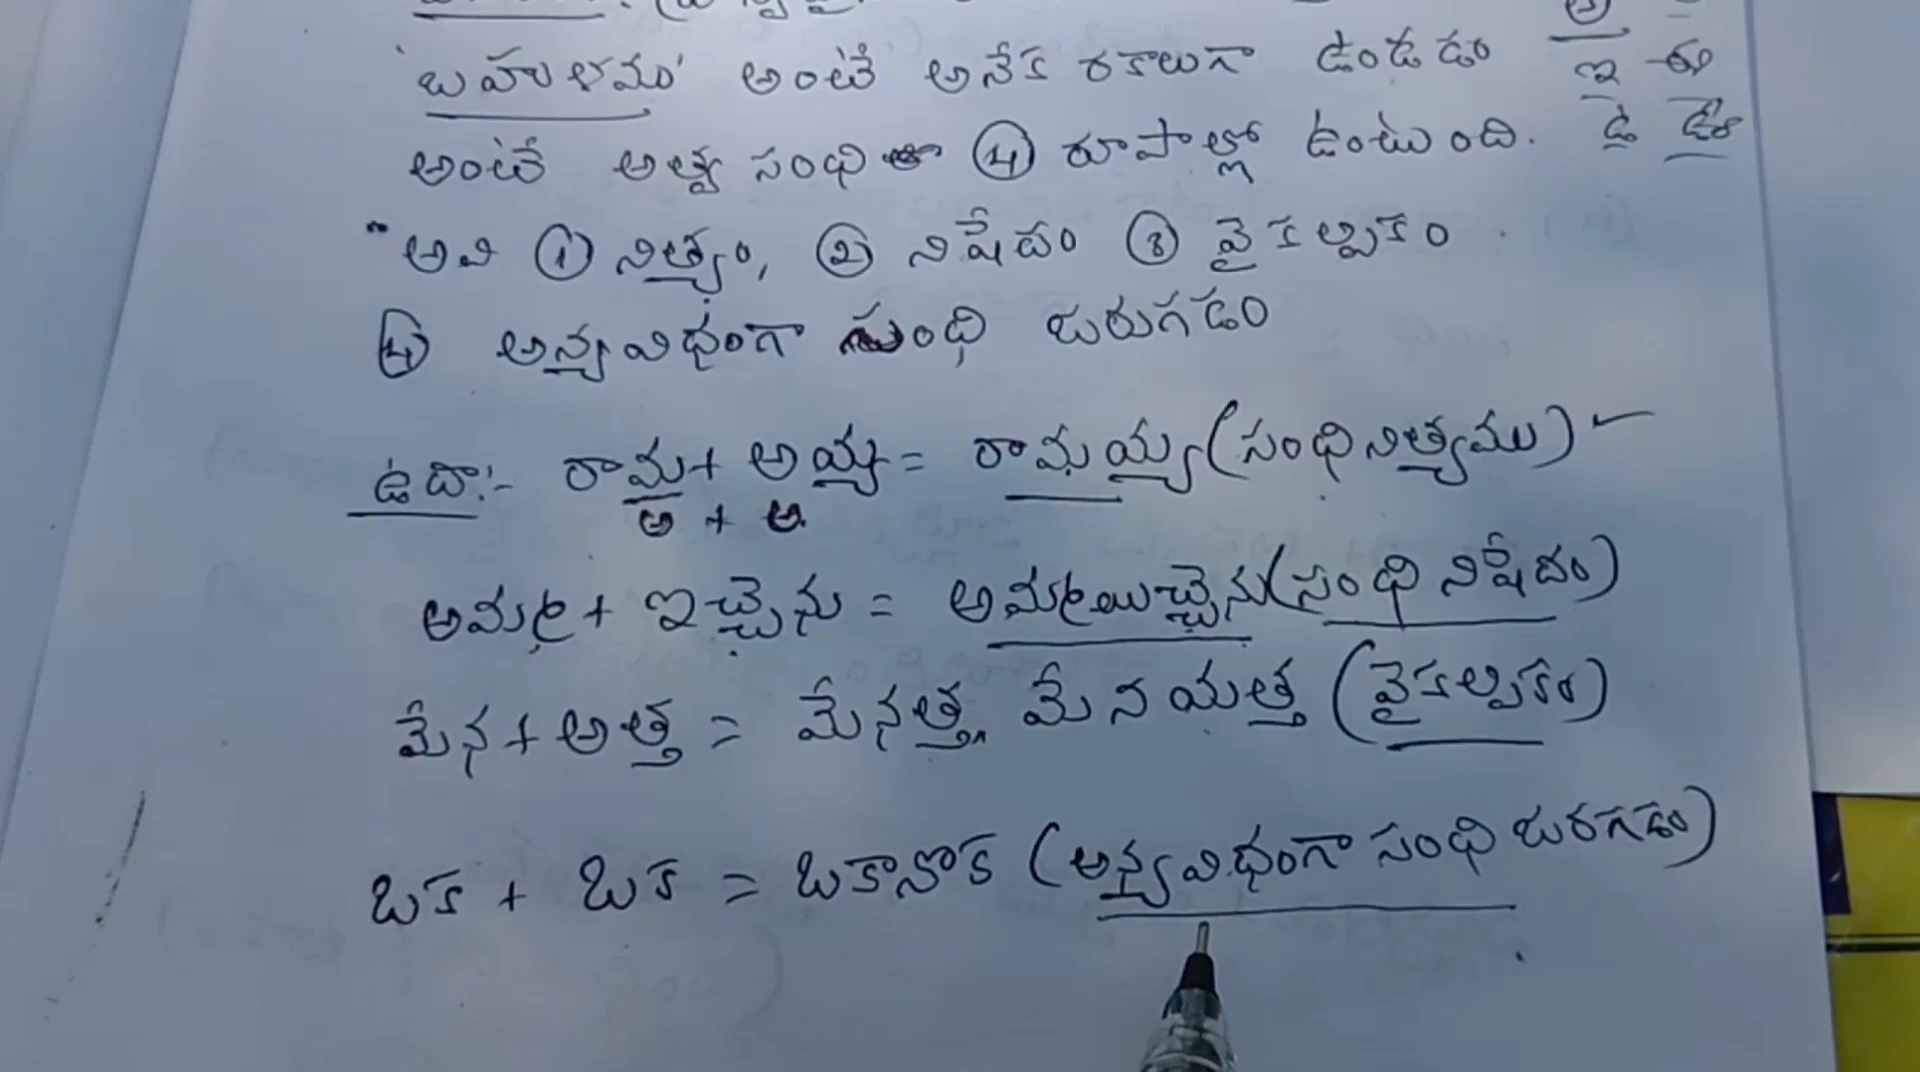 'బహుళము' అంటే అనేక రకాలుగా ఉండడం
ఇ ఈ
అంటే అత్వ సంధి ④ రూపాల్లో ఉంటుంది.
అవి ① నిత్యం, ② నిషేదం ③ వైకల్పికం
④ అన్యవిధంగా సంధి జరుగడం
ఉదా:- రామ + అయ్య = రామయ్య (సంధి నిత్యము)
అ + అ
అమ్మ + ఇచ్చెను = అమ్మయిచ్చెను (సంధి నిషేదం)
మేన + అత్త = మేనత్త, మేనయత్త (వైకల్పికం)
ఒక + ఒక = ఒకానొక (అన్యవిధంగా సంధి జరగడం)